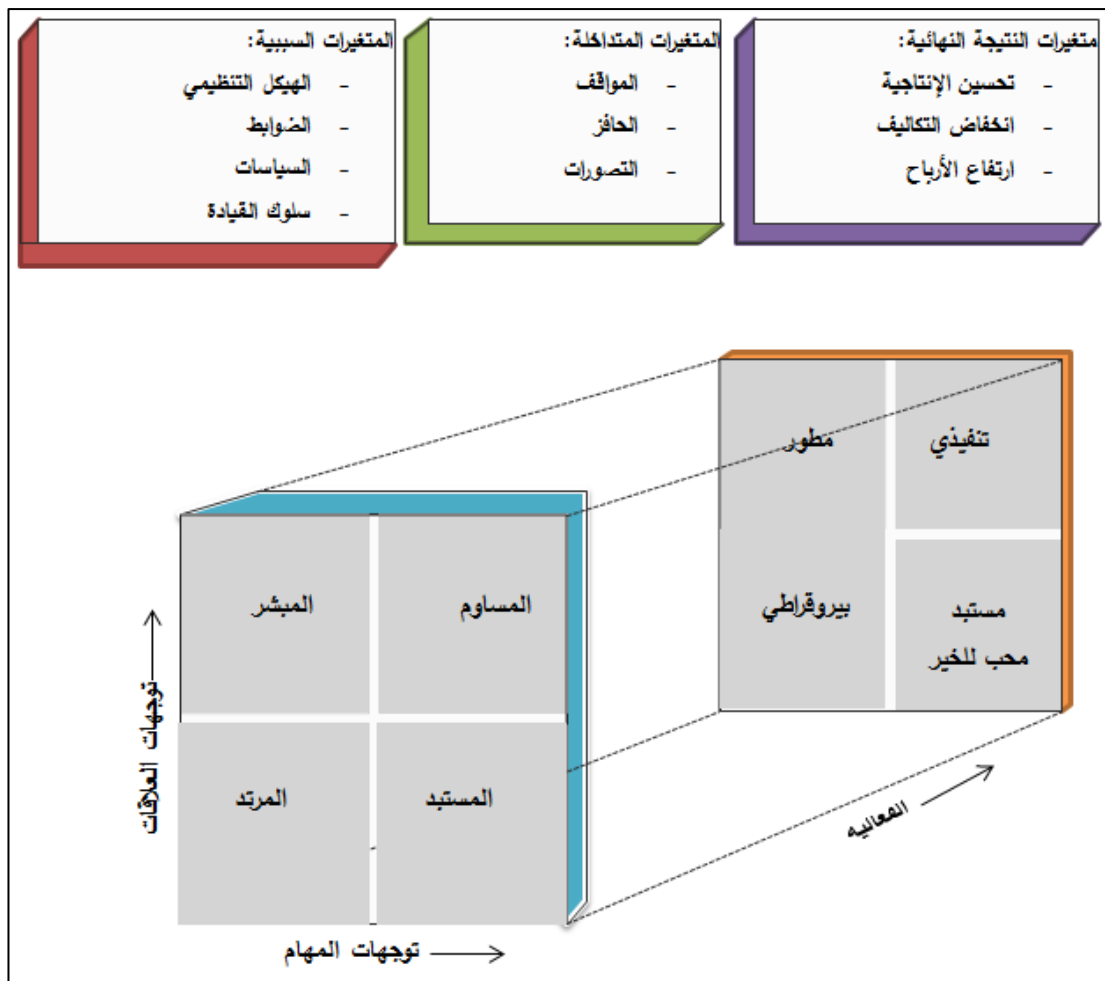 المتغيرات السببية:
- الهيكل التنظيمي
- الضوابط
- السياسات
- سلوك القيادة
المتغيرات المتداخلة:
- المواقف
- الحافز
- التصورات
متغيرات النتيجة النهائية:
- تحسين الإنتاجية
- انخفاض التكاليف
- ارتفاع الأرباح
تنفيذي
مطور
مستبد
محب للخير
بيروقراطي
المساوم
المبشر
المستبد
المرتد
توجهات العلاقات
توجهات المهام
الفعاليه